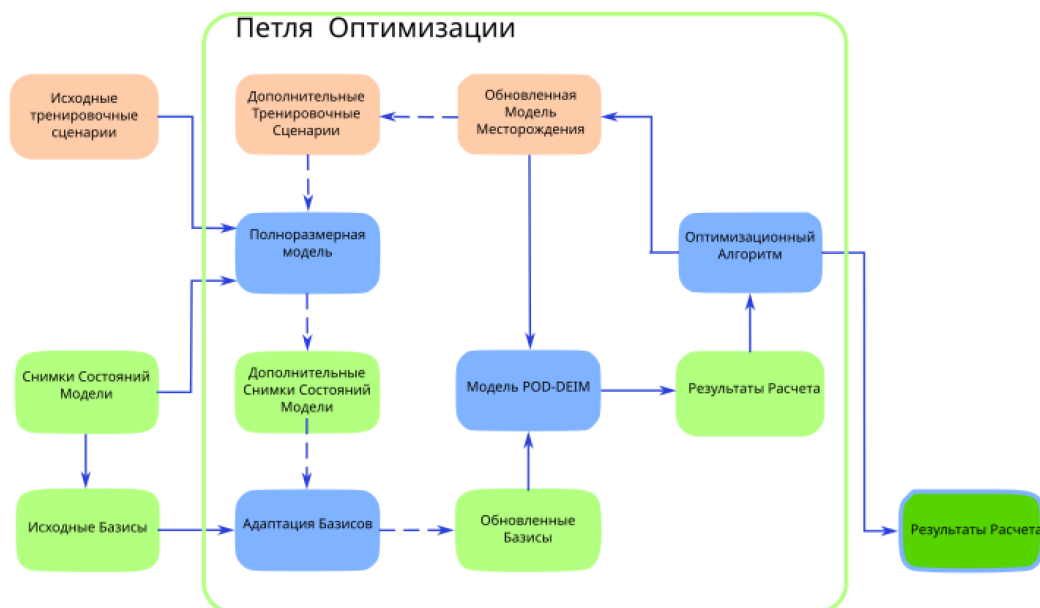 Петля Оптимизации
Исходные
тренировочные
сценарии
Дополнительные
Тренировочные
Сценарии
Обновленная
Модель
Месторождения
Полноразмерная
модель
Оптимизационный
Алгоритм
Снимки Состояний
Модели
Дополнительные
Снимки Состояний
Модели
Модель POD-DEIM
Результаты Расчета
Исходные Базисы
Адаптация Базисов
Обновленные
Базисы
Результаты Расчета